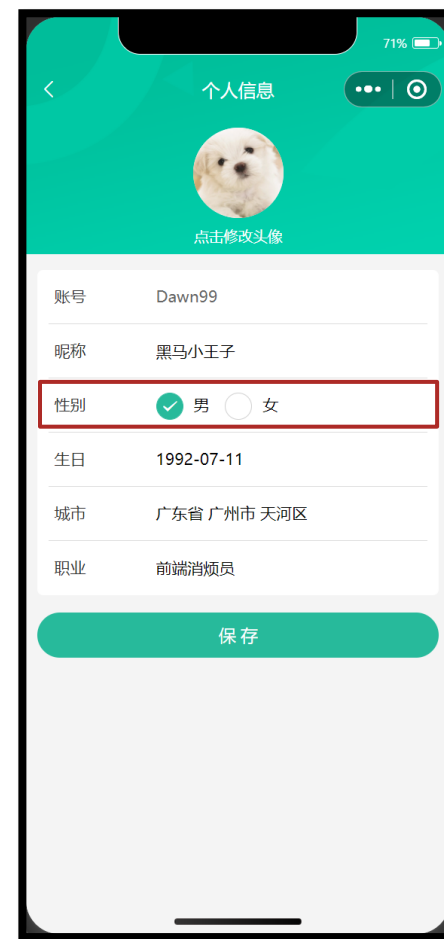 71%
个人信息
点击修改头像
账号 Dawn99
昵称 黑马小王子
性别 男 女
生日 1992-07-11
城市 广东省 广州市 天河区
职业 前端消烦员
保存